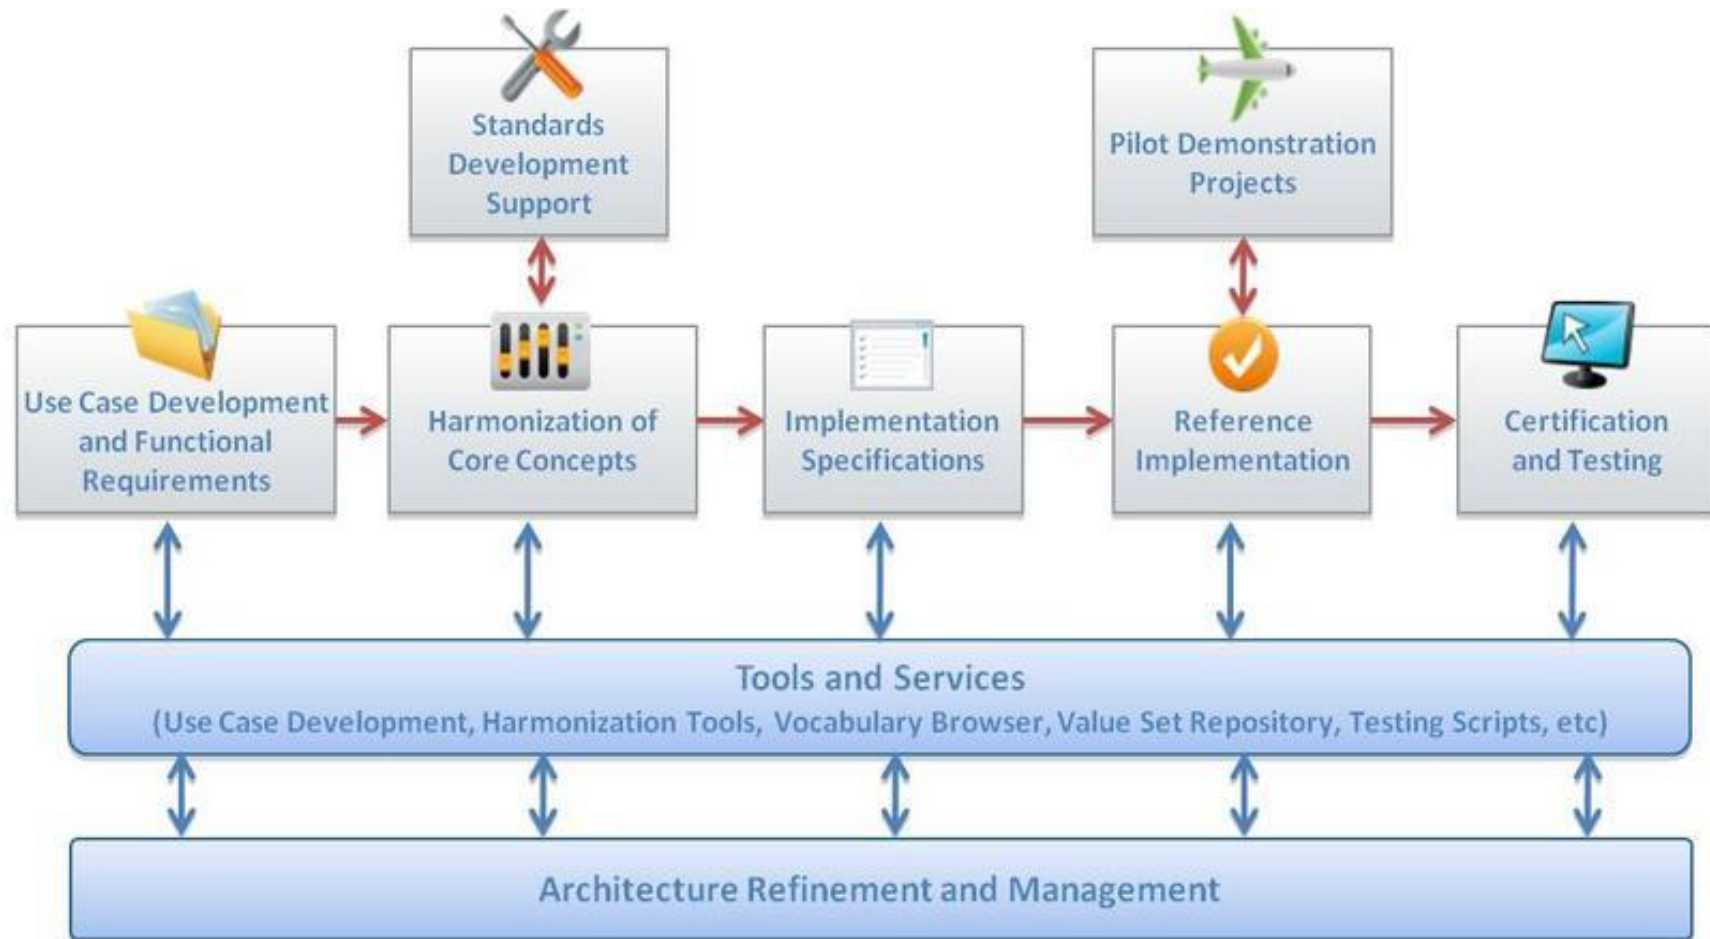 Standards
Development
Support
Pilot Demonstration
Projects
Use Case Development
and Functional
Requirements
Harmonization of
Core Concepts
Implementation
Specifications
Reference
Implementation
Certification
and Testing
Tools and Services
(Use Case Development, Harmonization Tools, Vocabulary Browser, Value Set Repository, Testing Scripts, etc)
Architecture Refinement and Management